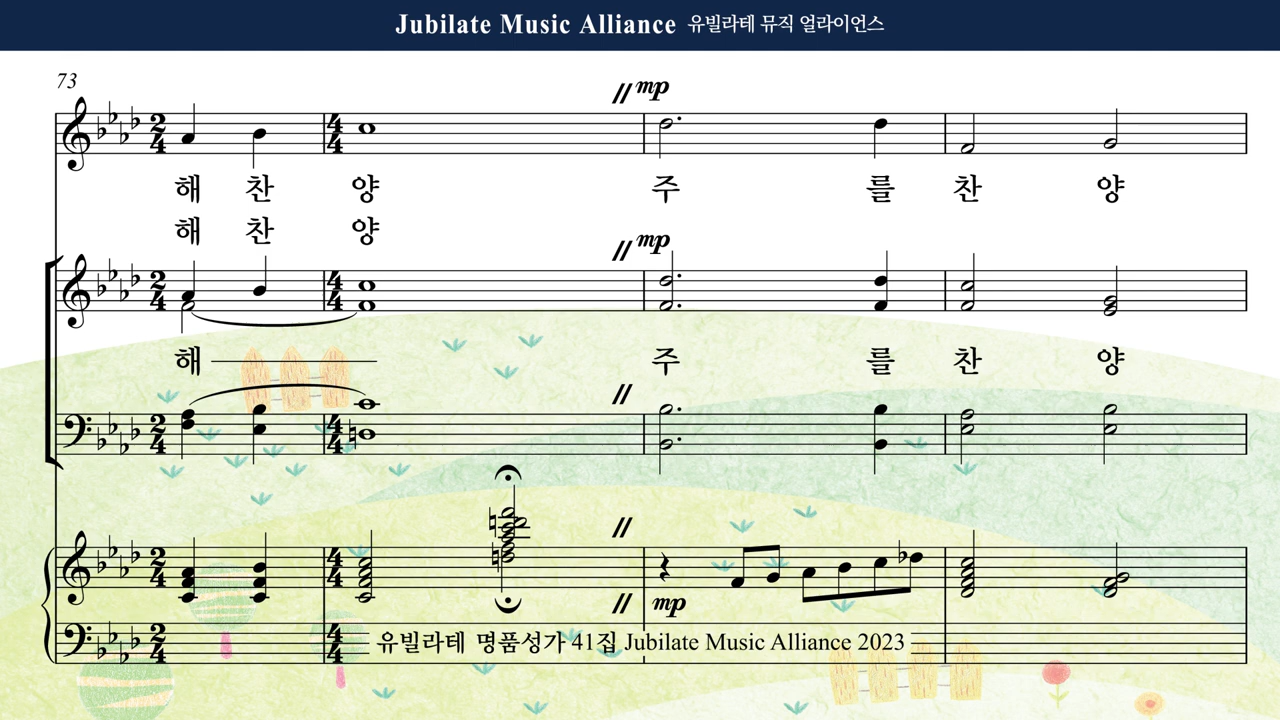 Jubilate Music Alliance 유빌라테 뮤직 얼라이언스
73
mp
해 찬 양 주 를 찬 양
해 찬 양
mp
해 주 를 찬 양
mp
유빌라테 명품성가 41집 Jubilate Music Alliance 2023